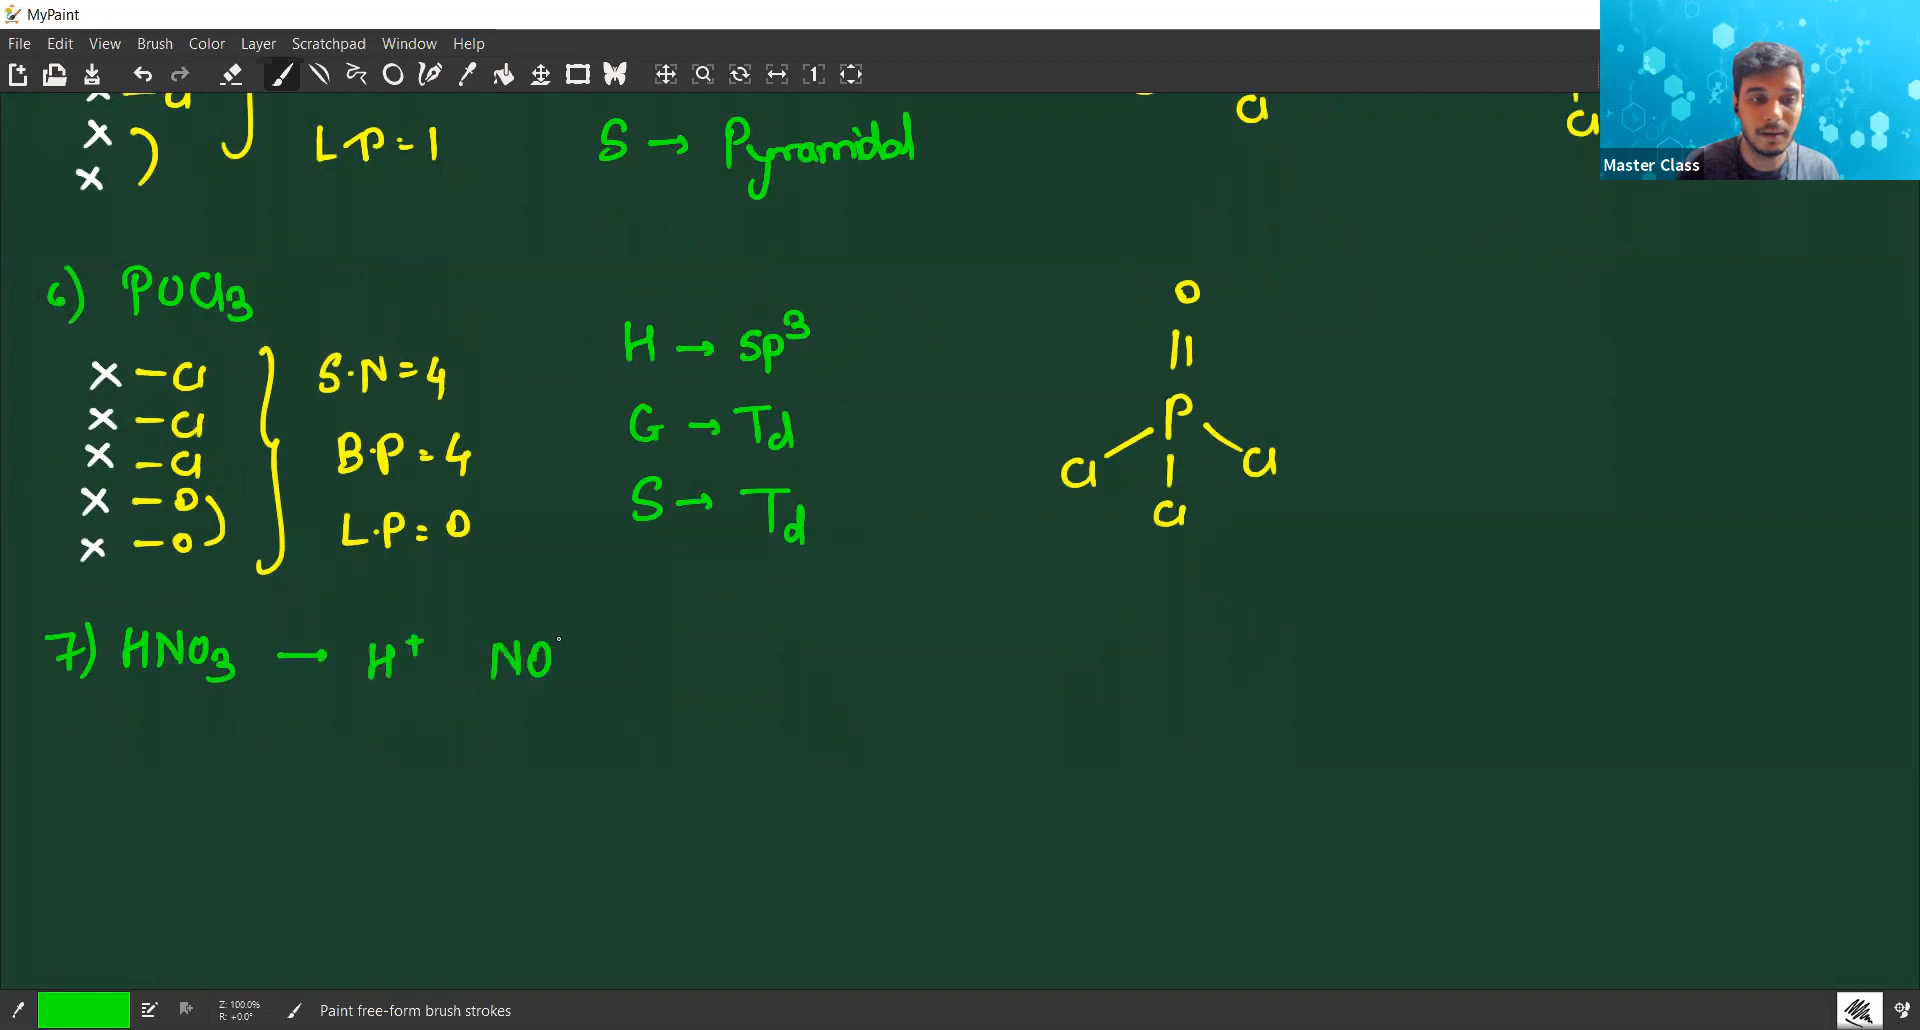 MyPaint
File Edit View Brush Color Layer Scratchpad Window Help
Master Class
x - Cl
x
x
L.P = 1
S → Pyramidal
Cl
Cl
6) POCl3
x - Cl
x - Cl
x - Cl
x - O
x - O
S.N = 4
B.P = 4
L.P = 0
H → sp3
G → Td
S → Td
O
||
P
Cl Cl
Cl
7) HNO3 → H+ NO
Z: 100.0%
R: +0.0°
Paint free-form brush strokes